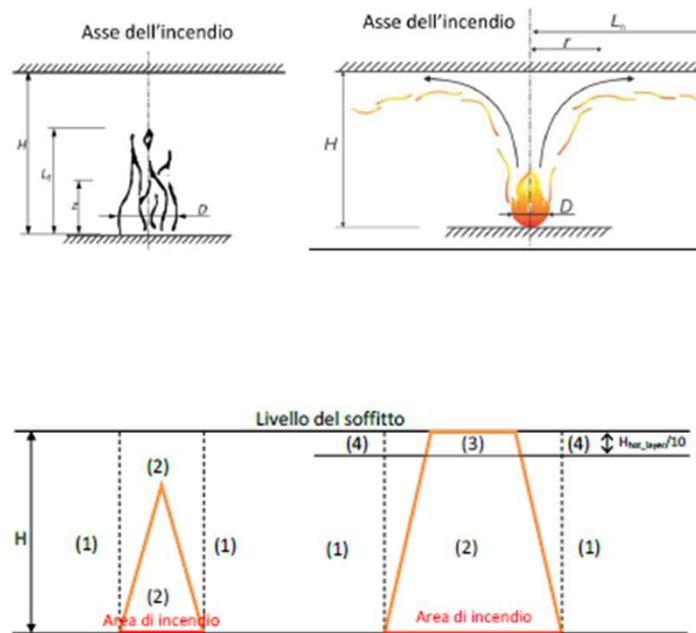 Asse dell'incendio
H
L
D
Asse dell'incendio
L
r
H
D
Livello del soffitto
(4) (3) (4) Hhot_layer/10
(2)
H
(1) (1) (1) (2) (1)
(2)
Area di incendio
Area di incendio